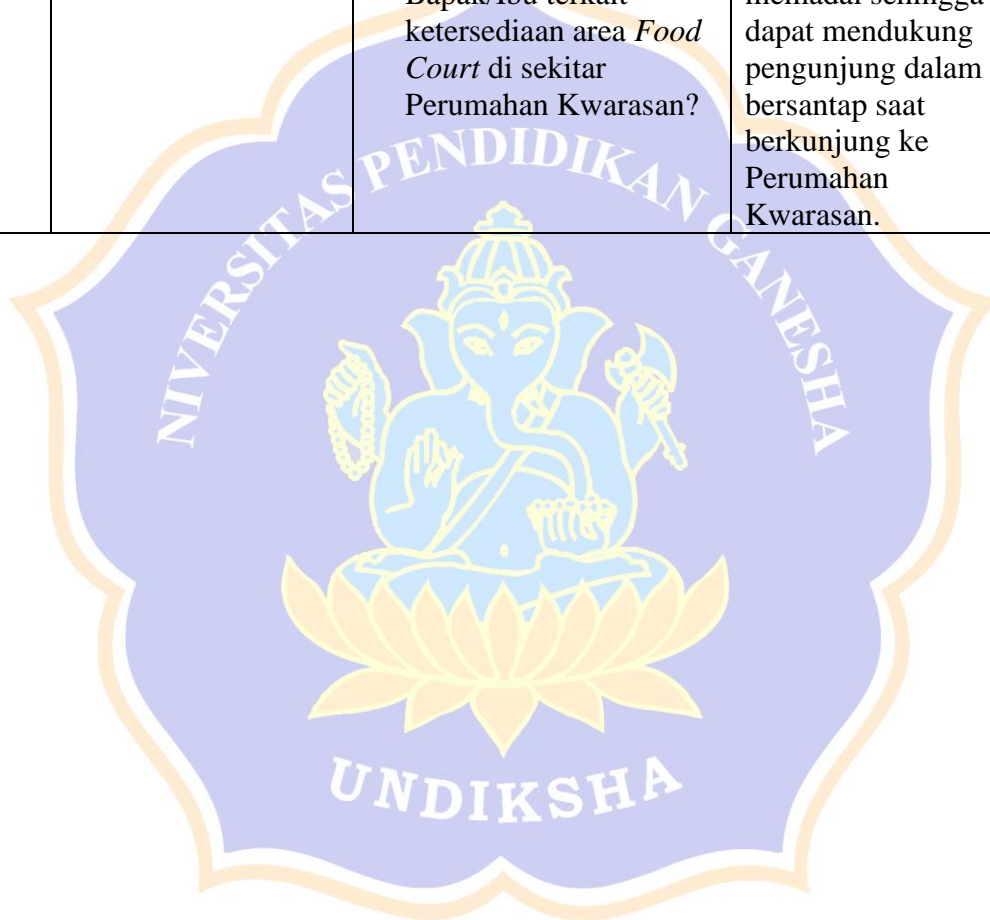 Bapak/Ibu terkait
ketersediaan area Food
Court di sekitar
Perumahan Kwarasan?
memadai sehingga
dapat mendukung
pengunjung dalam
bersantap saat
berkunjung ke
Perumahan
Kwarasan.
NIVERSITAS PENDIDIKAN GANESHA
UNDIKSHA